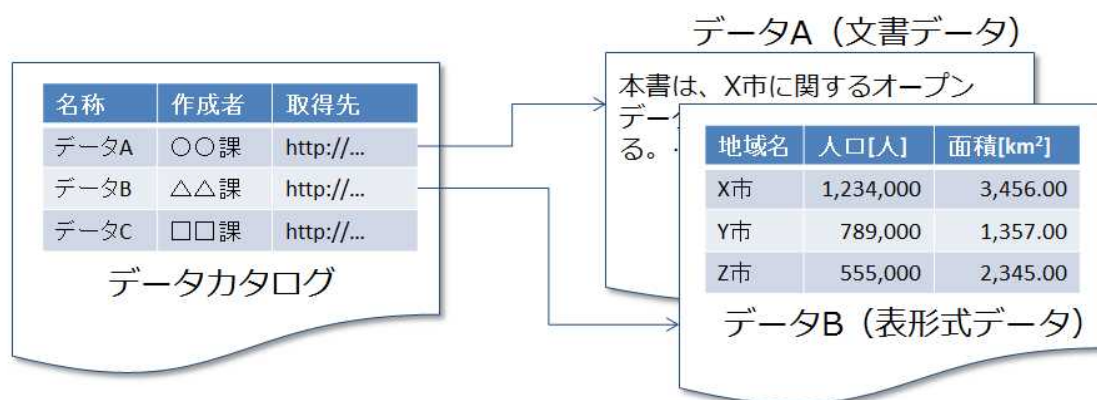 名称 作成者 取得先
データA 〇〇課 http://...
データB △△課 http://...
データC □□課 http://...
データカタログ
データA（文書データ）
本書は、X市に関するオープン
データ
る。
地域名 人口[人] 面積[km²]
X市 1,234,000 3,456.00
Y市 789,000 1,357.00
Z市 555,000 2,345.00
データB（表形式データ）